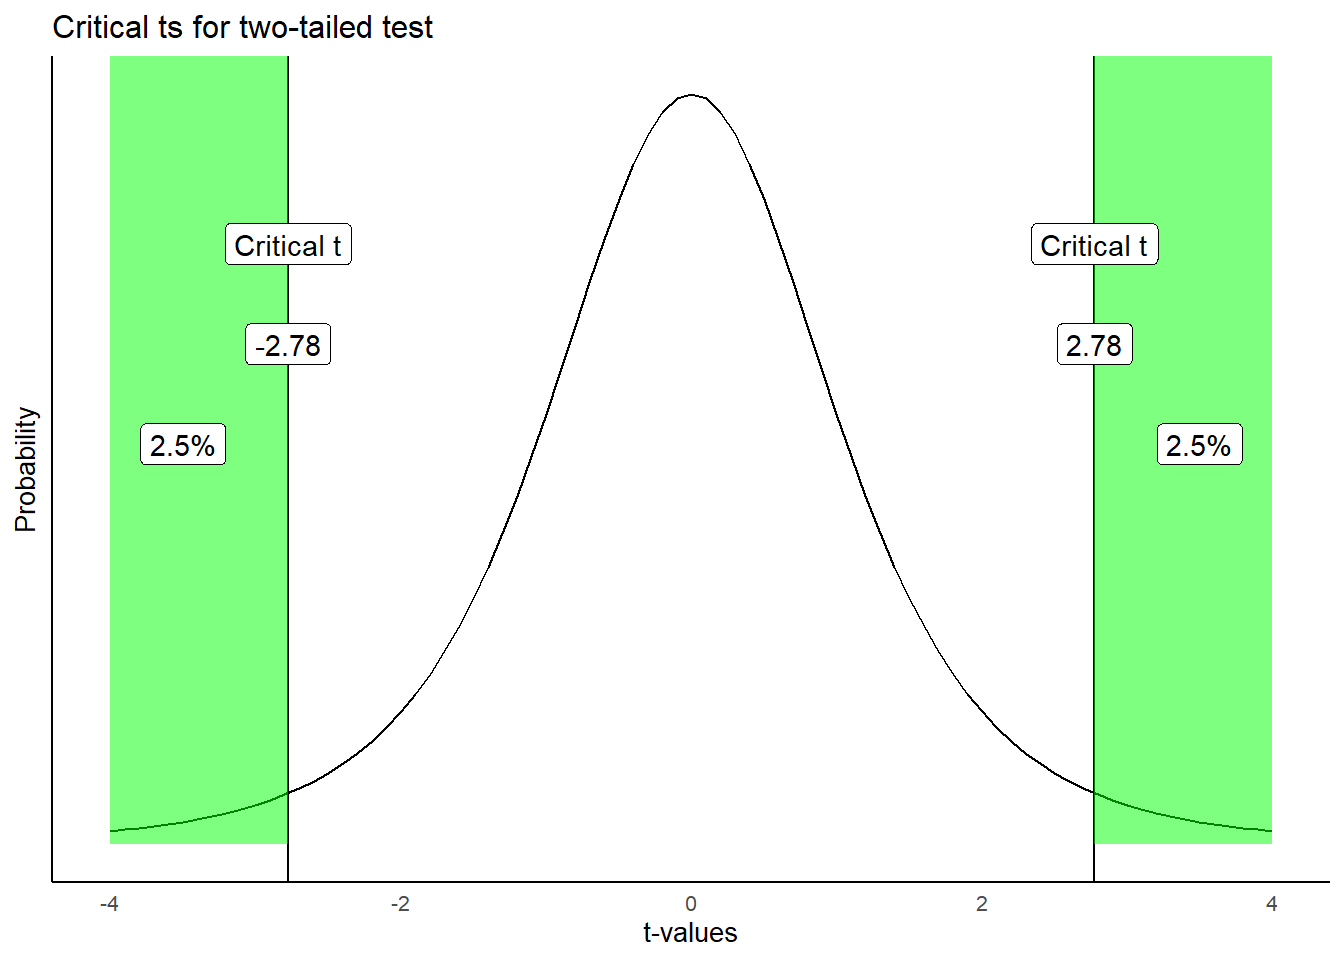 Critical ts for two-tailed test
Critical t
Critical t
-2.78
2.78
2.5%
2.5%
Probability
-4
-2
0
2
4
t-values